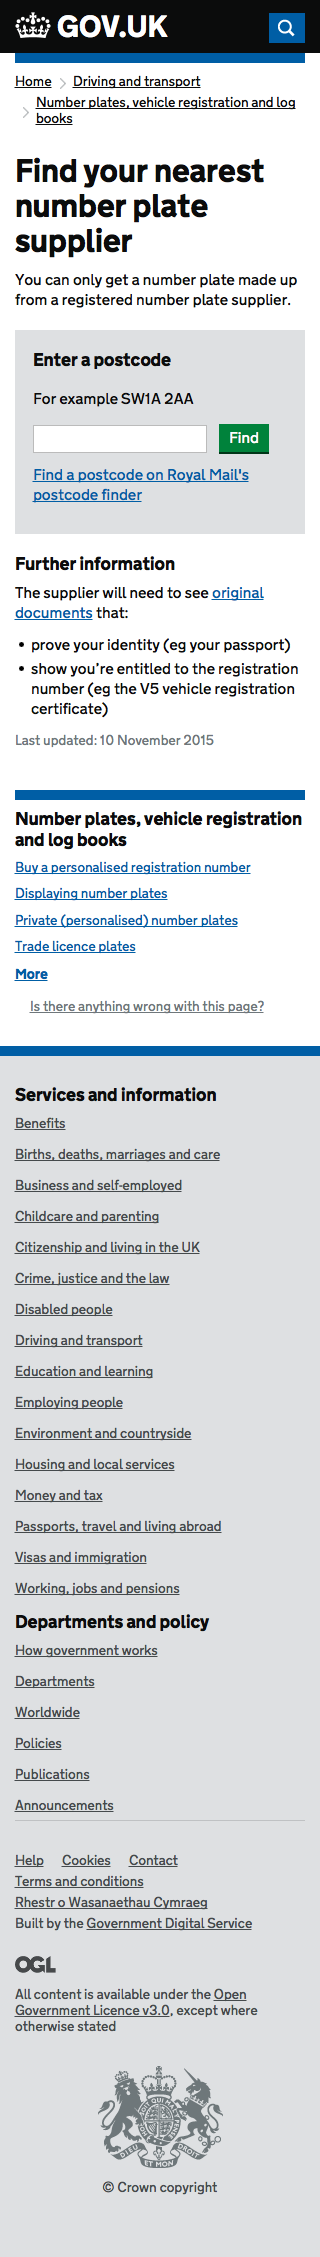 GOV.UK
Home Driving and transport
Number plates, vehicle registration and log
books
Find your nearest
number plate
supplier
You can only get a number plate made up
from a registered number plate supplier.
Enter a postcode
For example SW1A 2AA
Find
Find a postcode on Royal Mail's
postcode finder
Further information
The supplier will need to see original
documents that:
• prove your identity (eg your passport)
• show you’re entitled to the registration
number (eg the V5 vehicle registration
certificate)
Last updated: 10 November 2015
Number plates, vehicle registration
and log books
Buy a personalised registration number
Displaying number plates
Private (personalised) number plates
Trade licence plates
More
Is there anything wrong with this page?
Services and information
Benefits
Births, deaths, marriages and care
Business and self-employed
Childcare and parenting
Citizenship and living in the UK
Crime, justice and the law
Disabled people
Driving and transport
Education and learning
Employing people
Environment and countryside
Housing and local services
Money and tax
Passports, travel and living abroad
Visas and immigration
Working, jobs and pensions
Departments and policy
How government works
Departments
Worldwide
Policies
Publications
Announcements
Help Cookies Contact
Terms and conditions
Rhestr o Wasanaethau Cymraeg
Built by the Government Digital Service
OGL
All content is available under the Open
Government Licence v3.0, except where
otherwise stated
DIEU ET MON DROIT
© Crown copyright